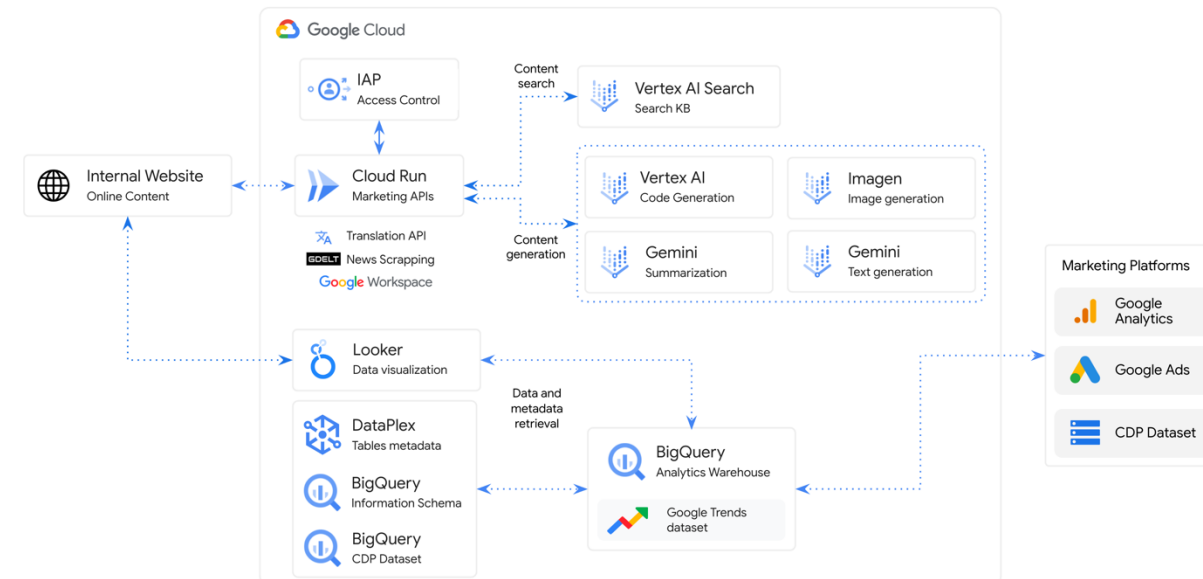 Google Cloud
IAP
Access Control
Content
search
Vertex AI Search
Search KB
Internal Website
Online Content
Cloud Run
Marketing APIs
Vertex AI
Code Generation
Imagen
Image generation
Translation API
GDELT News Scrapping
Google Workspace
Content
generation
Gemini
Summarization
Gemini
Text generation
Marketing Platforms
Google
Analytics
Google Ads
CDP Dataset
Looker
Data visualization
Data and
metadata
retrieval
DataPlex
Tables metadata
BigQuery
Information Schema
BigQuery
CDP Dataset
BigQuery
Analytics Warehouse
Google Trends
dataset